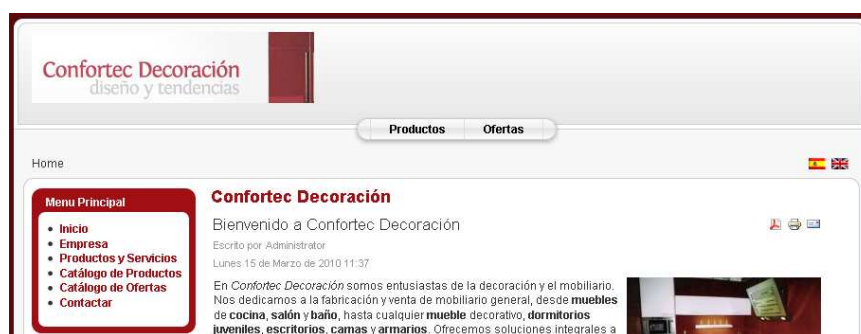 Confortec Decoración
diseño y tendencias
Productos Ofertas
Home
Menu Principal
Inicio
Empresa
Productos y Servicios
Catálogo de Productos
Catálogo de Ofertas
Contactar
Confortec Decoración
Bienvenido a Confortec Decoración
Escrito por Administrator
Lunes 15 de Marzo de 2010 11:37
En Confortec Decoración somos entusiastas de la decoración y el mobiliario.
Nos dedicamos a la fabricación y venta de mobiliario general, desde muebles
de cocina, salón y baño, hasta cualquier mueble decorativo, dormitorios
juveniles, escritorios, camas y armarios. Ofrecemos soluciones integrales a